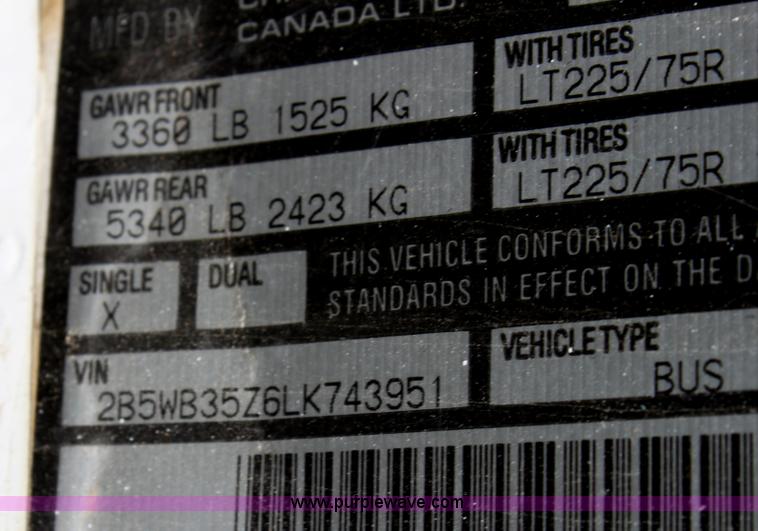 MFD BY
CANADA LTD.
GAWR FRONT
3360 LB 1525 KG
WITH TIRES
LT225/75R
GAWR REAR
5340 LB 2423 KG
WITH TIRES
LT225/75R
SINGLE
X
DUAL
THIS VEHICLE CONFORMS TO ALL
STANDARDS IN EFFECT ON THE D
VIN
2B5WB35Z6LK743951
VEHICLE TYPE
BUS
www.purplewave.com